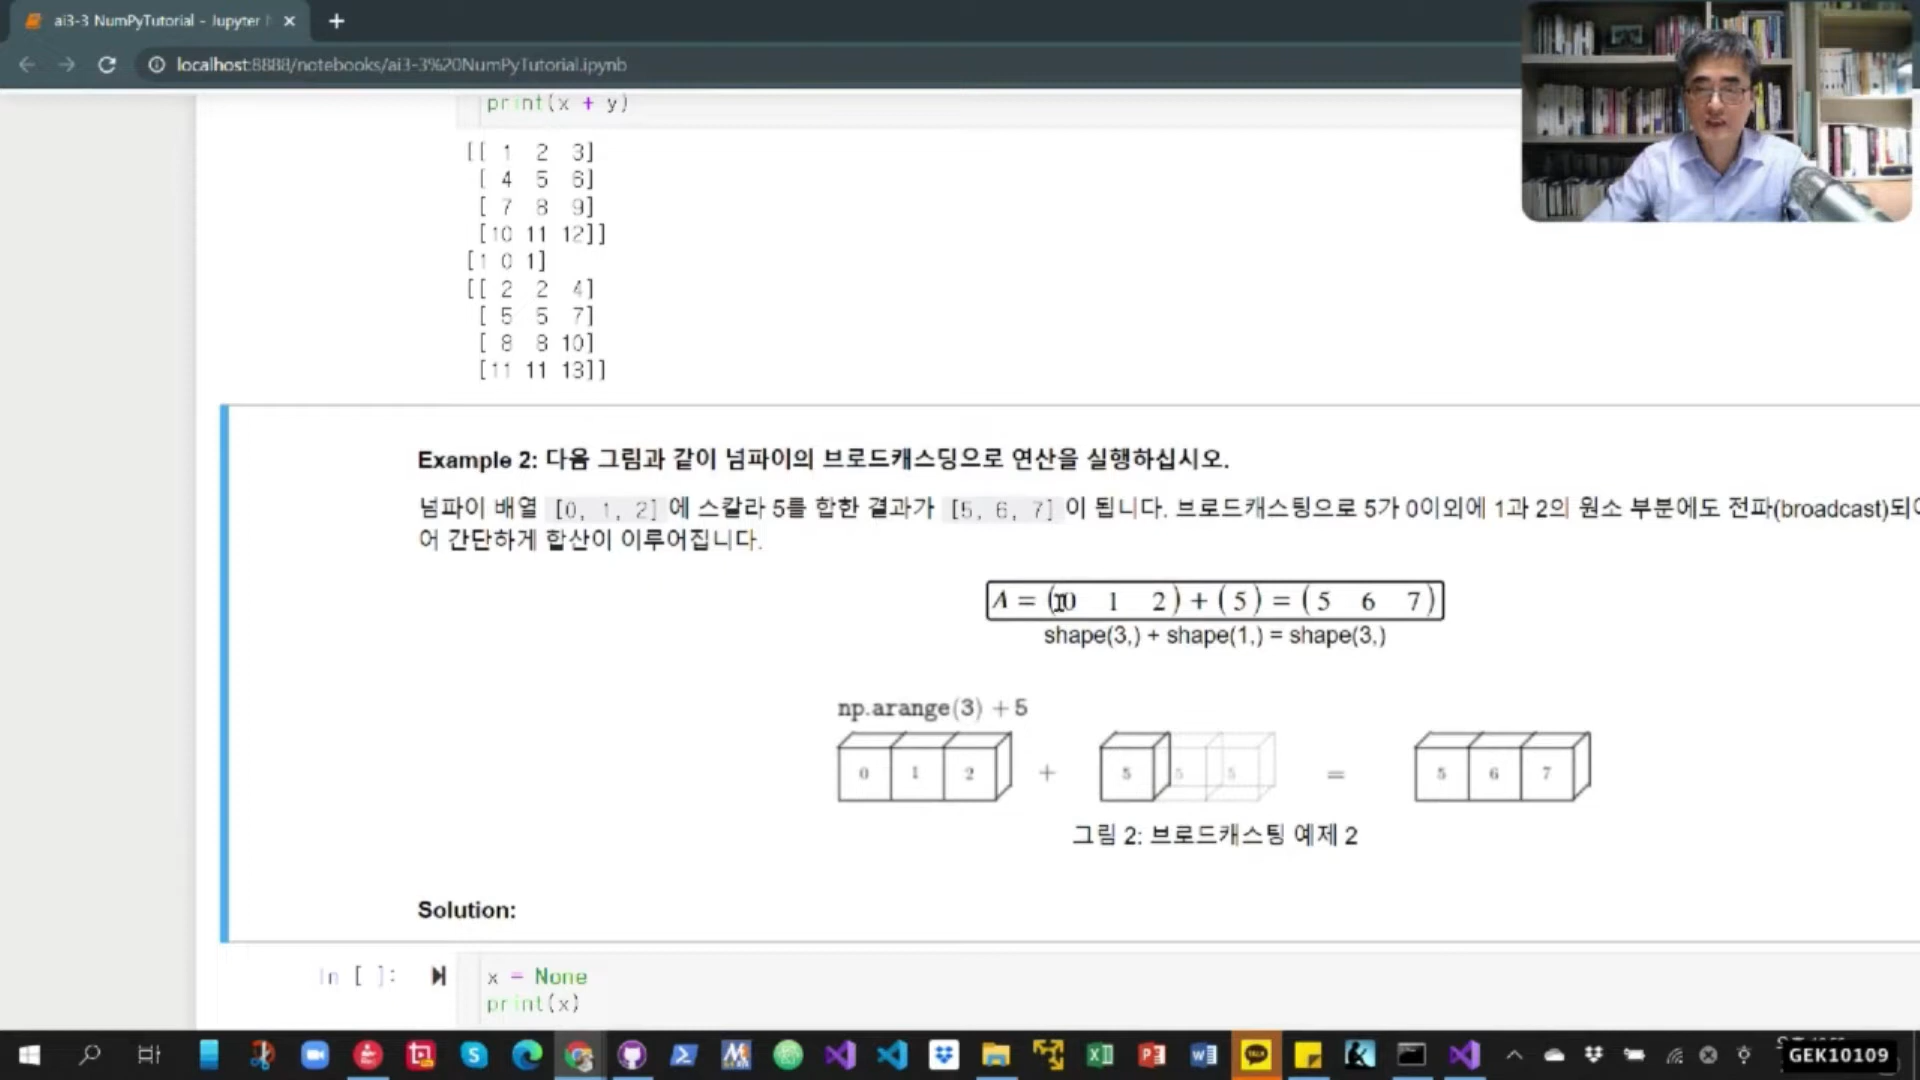 ai3-3 NumPyTutorial - Jupyter
localhost:8888/notebooks/ai3-3%20NumPyTutorial.ipynb
print(x + y)
[[ 1 2 3]
[ 4 5 6]
[ 7 8 9]
[10 11 12]]
[1 0 1]
[[ 2 2 4]
[ 5 5 7]
[ 8 8 10]
[11 11 13]]
Example 2: 다음 그림과 같이 넘파이의 브로드캐스딩으로 연산을 실행하십시오.
넘파이 배열 [0, 1, 2] 에 스칼라 5를 합한 결과가 [5, 6, 7] 이 됩니다. 브로드캐스팅으로 5가 0이외에 1과 2의 원소 부분에도 전파(broadcast)되어
어 간단하게 합산이 이루어집니다.
A = (0 1 2) + (5) = (5 6 7)
shape(3,) + shape(1,) = shape(3,)
np.arange(3) + 5
0 1 2 + 5 5 5 = 5 6 7
그림 2: 브로드캐스팅 예제 2
Solution:
In [ ]:
x = None
print(x)
GEK10109